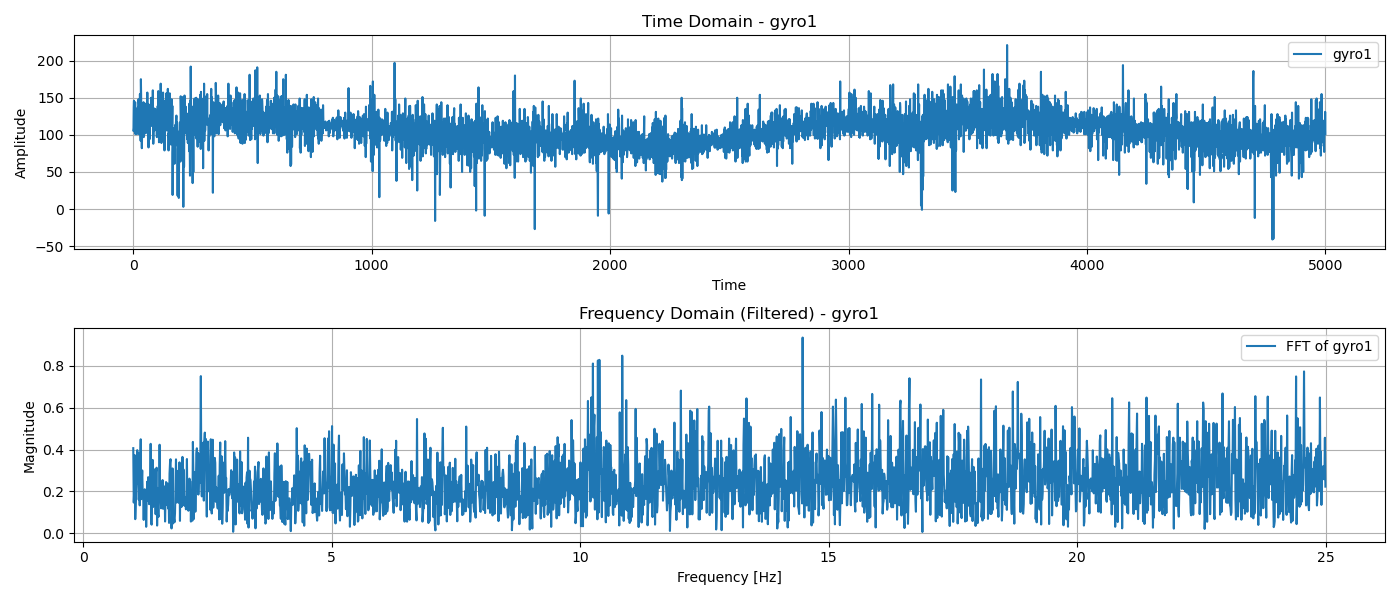 Time Domain - gyro1
Amplitude
200
150
100
50
0
−50
gyro1
0 1000 2000 3000 4000 5000
Time
Frequency Domain (Filtered) - gyro1
Magnitude
0.8
0.6
0.4
0.2
0.0
FFT of gyro1
0 5 10 15 20 25
Frequency [Hz]